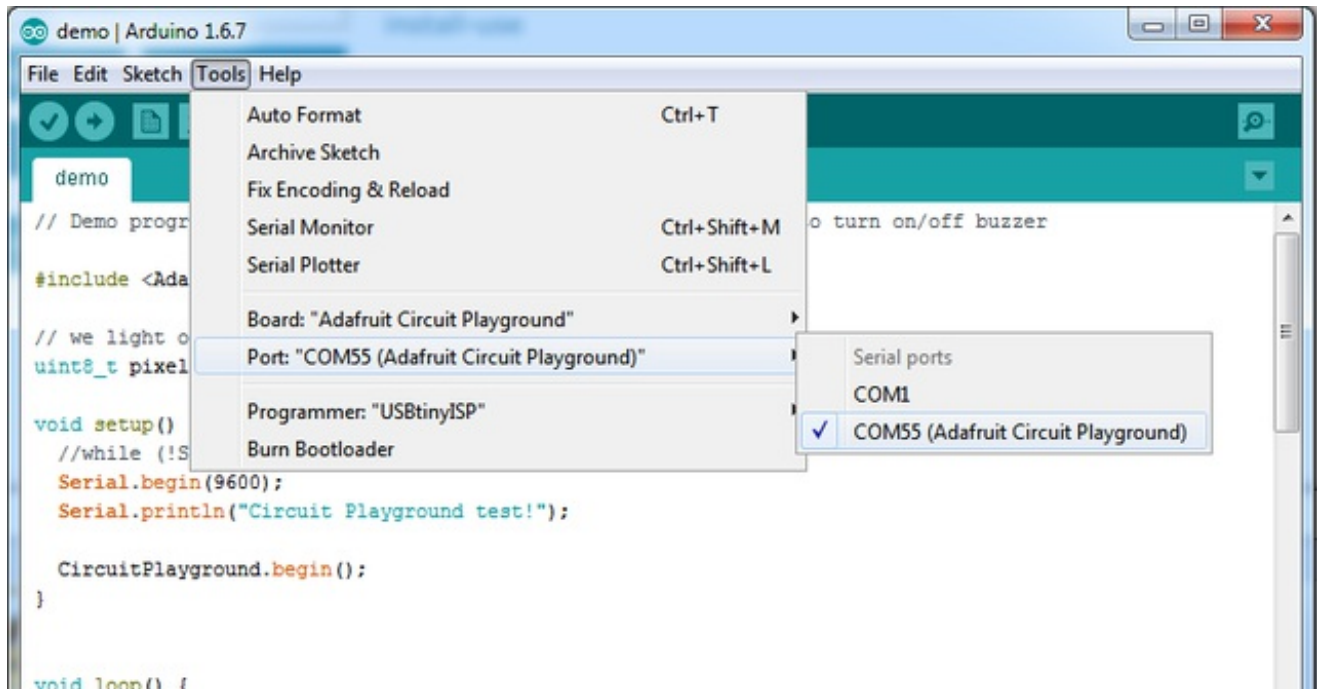 demo | Arduino 1.6.7
File Edit Sketch Tools Help
Auto Format Ctrl+T
Archive Sketch
demo
Fix Encoding & Reload
// Demo progr
Serial Monitor Ctrl+Shift+M
o turn on/off buzzer
Serial Plotter Ctrl+Shift+L
#include <Ada
Board: "Adafruit Circuit Playground"
// we light o
Port: "COM55 (Adafruit Circuit Playground)"
uint8_t pixel
Serial ports
COM1
Programmer: "USBtinyISP"
void setup()
COM55 (Adafruit Circuit Playground)
Burn Bootloader
//while (!S
Serial.begin(9600);
Serial.println("Circuit Playground test!");
CircuitPlayground.begin();
}
void loop() {